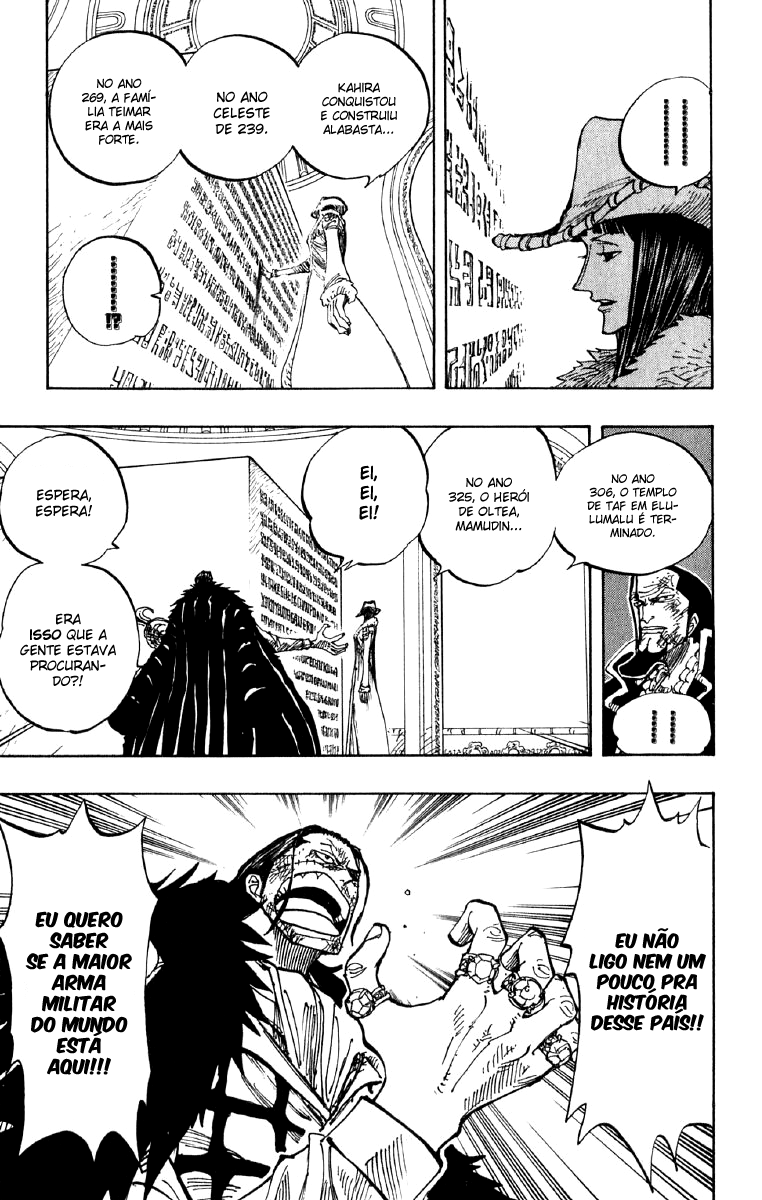 !!
KAHIRA
CONQUISTOU
E CONSTRUIU
ALABASTA...
NO ANO
CELESTE
DE 239.
NO ANO
269, A FAMÍ-
LIA TEIMAR
ERA A MAIS
FORTE.
!?
NO ANO
306, O TEMPLO
DE TAF EM ELU-
LUMALU É TER-
MINADO.
!!
NO ANO
325, O HERÓI
DE OLTEA,
MAMUDIN...
EI,
EI,
EI!
ESPERA,
ESPERA!
ERA
ISSO QUE A
GENTE ESTAVA
PROCURAN-
DO?!
EU NÃO
LIGO NEM UM
POUCO PRA
HISTÓRIA
DESSE PAÍS!!
EU QUERO
SABER
SE A MAIOR
ARMA
MILITAR
DO MUNDO
ESTÁ
AQUI!!!